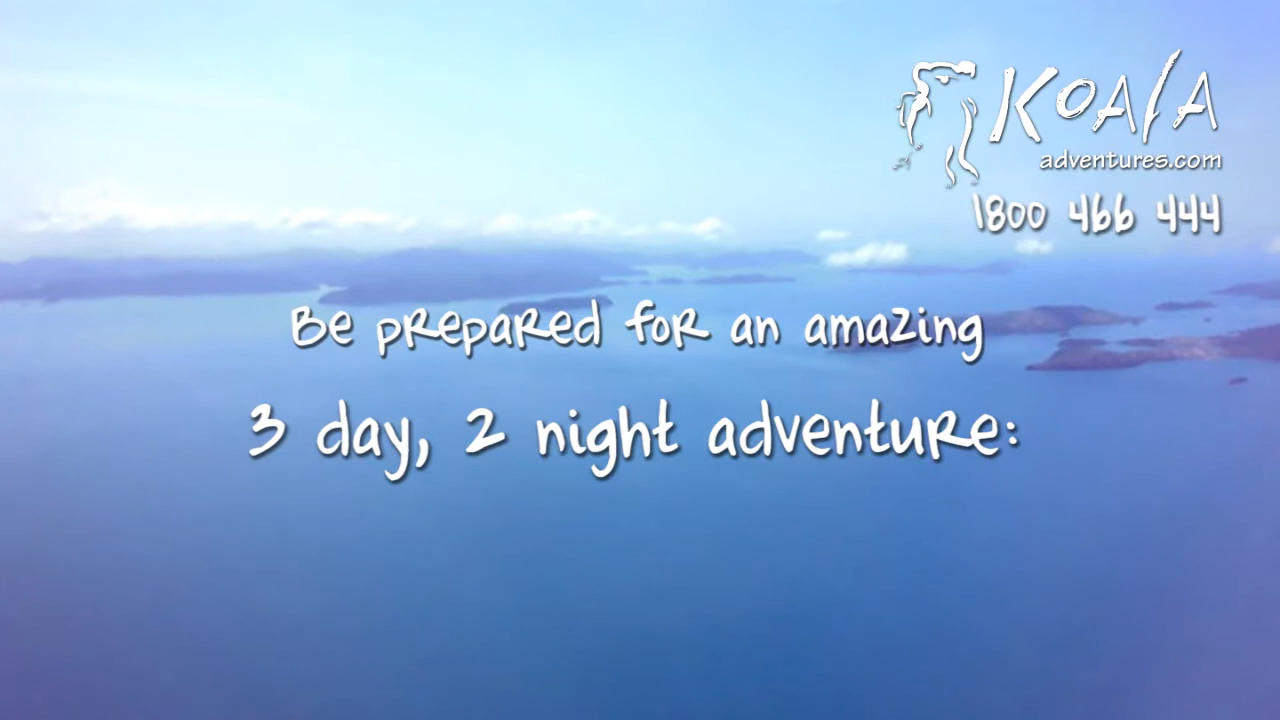 KOALA
adventures.com
1800 466 444
Be prepared for an amazing
3 day, 2 night adventure: